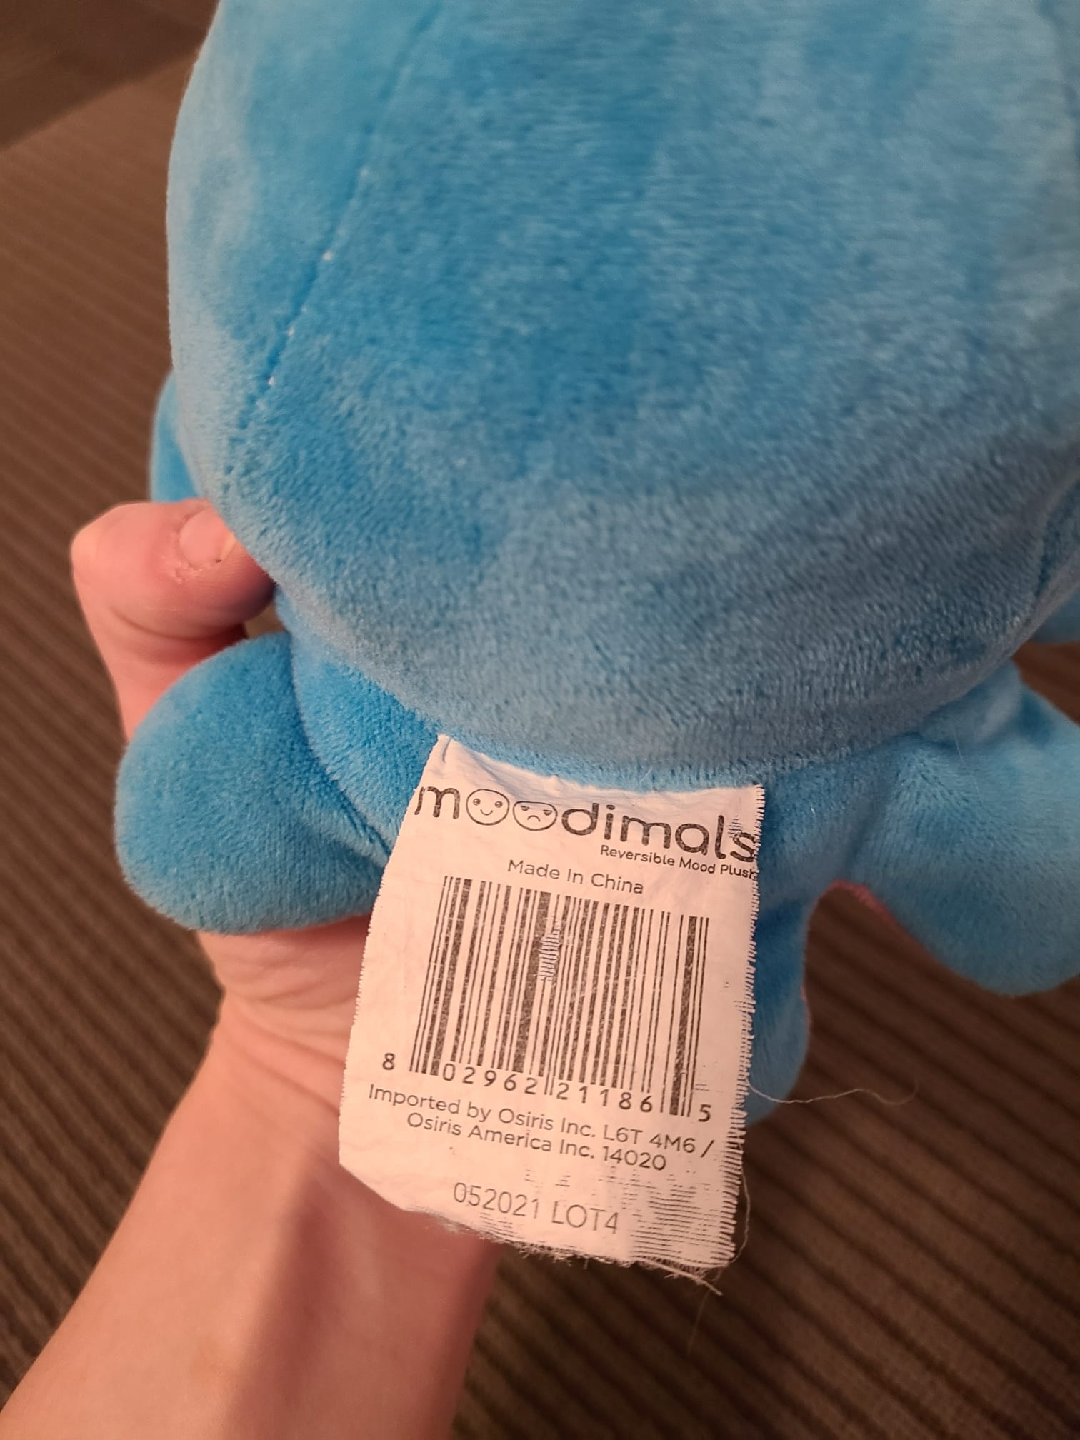 moodimals
Reversible Mood Plush
Made In China
8 02962 21186 5
Imported by Osiris Inc. L6T 4M6 /
Osiris America Inc. 14020
052021 LOT4